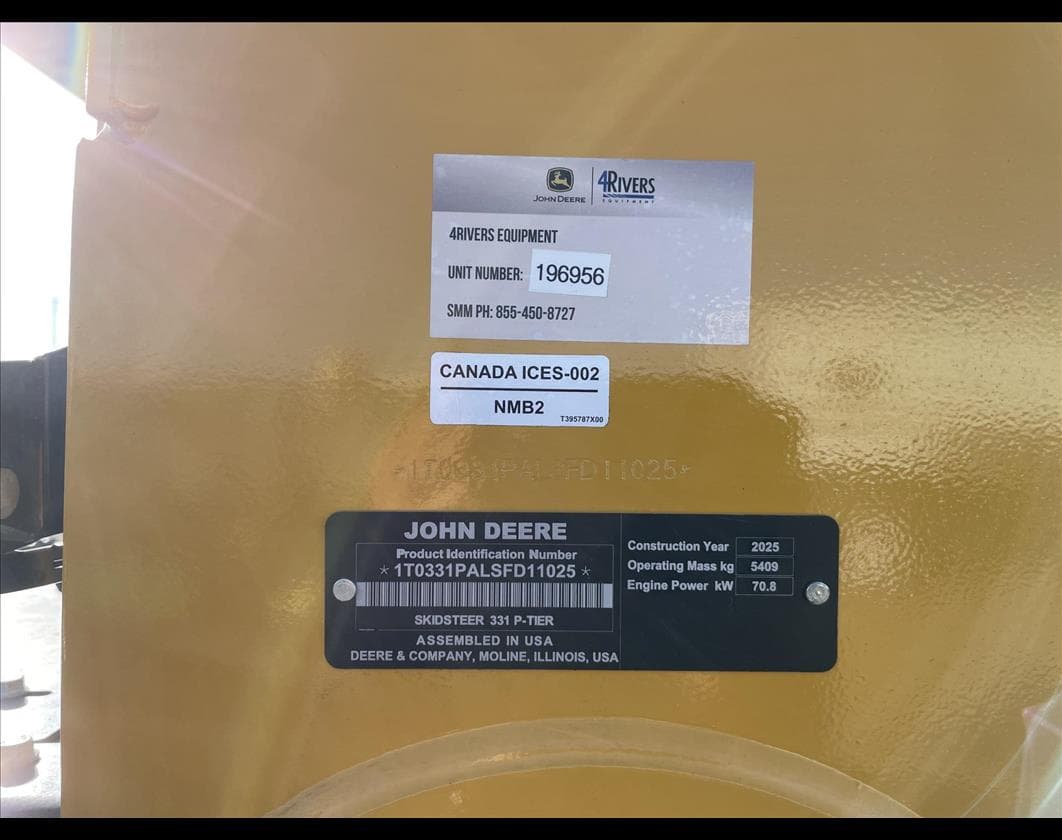 JOHN DEERE
4RIVERS
EQUIPMENT
4RIVERS EQUIPMENT
UNIT NUMBER: 196956
SMM PH: 855-450-8727
CANADA ICES-002
NMB2
T395787X00
*1T0331PALSFD11025*
JOHN DEERE
Product Identification Number
*1T0331PALSFD11025*
SKIDSTEER 331 P-TIER
ASSEMBLED IN USA
DEERE & COMPANY, MOLINE, ILLINOIS, USA
Construction Year 2025
Operating Mass kg 5409
Engine Power kW 70.8